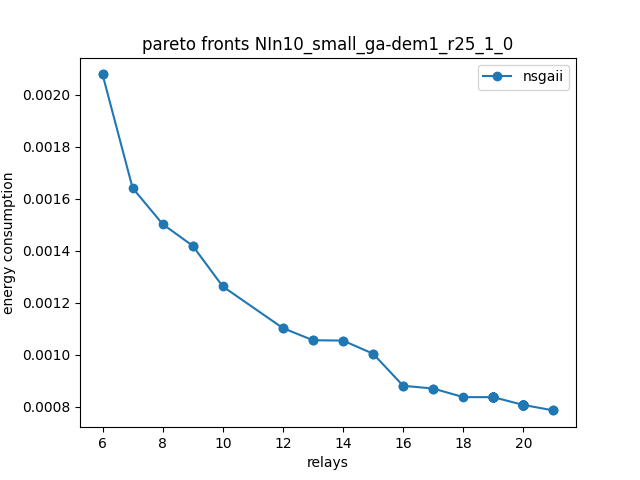 pareto fronts NIn10_small_ga-dem1_r25_1_0
nsgaii
energy consumption
0.0020
0.0018
0.0016
0.0014
0.0012
0.0010
0.0008
6 8 10 12 14 16 18 20
relays